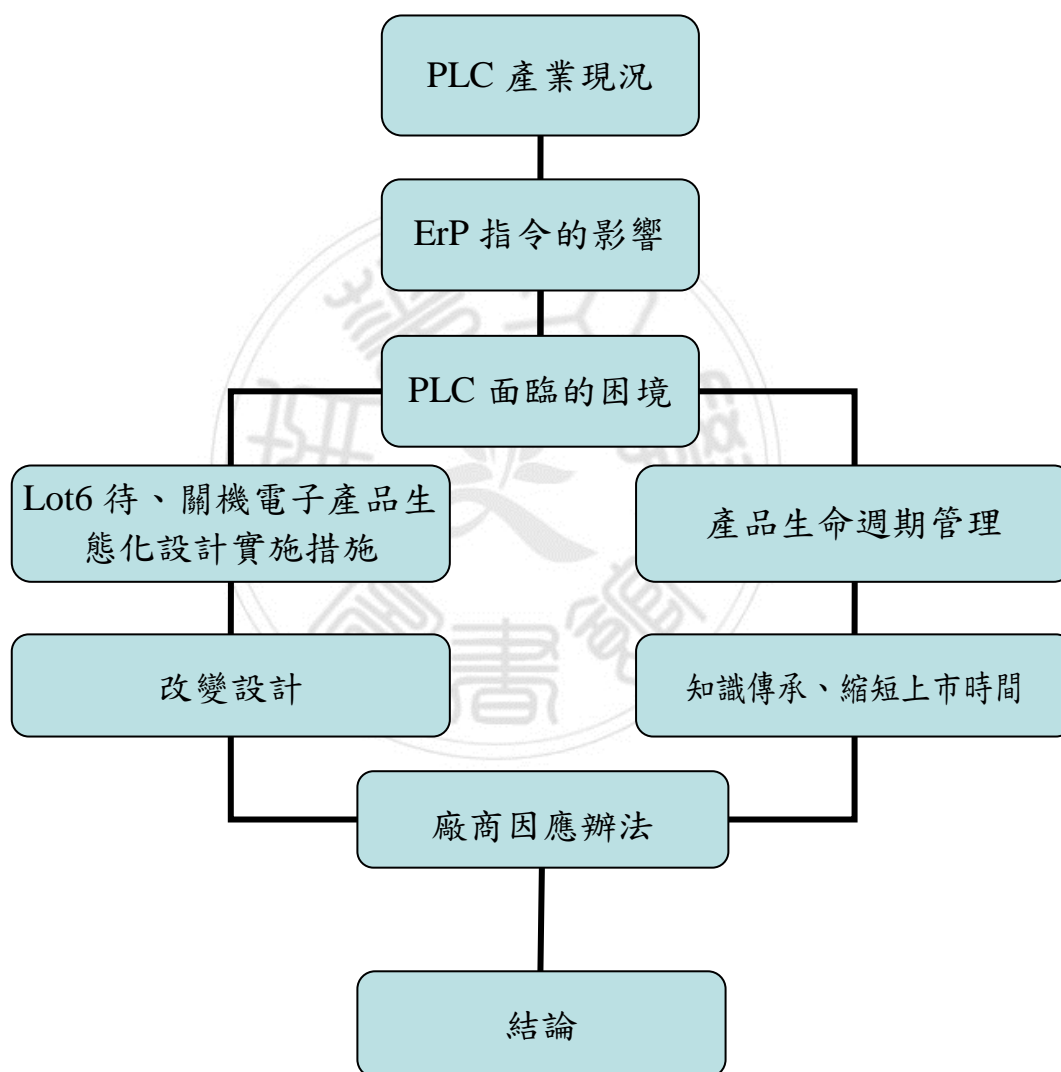 PLC 產業現況
ErP 指令的影響
PLC 面臨的困境
Lot6 待、關機電子產品生
態化設計實施措施
產品生命週期管理
改變設計
知識傳承、縮短上市時間
廠商因應辦法
結論